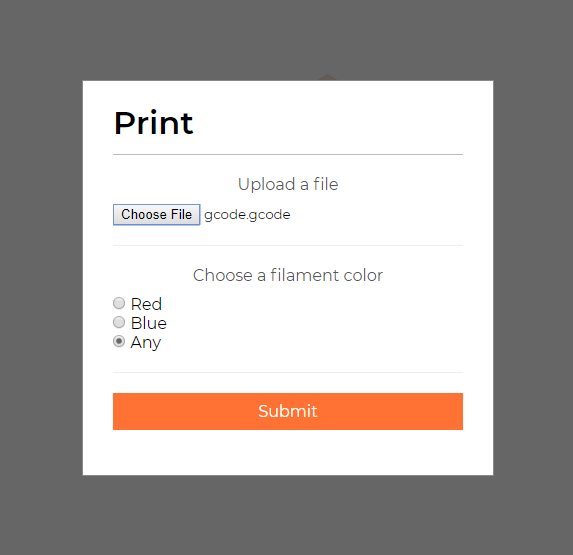 Print
Upload a file
Choose File gcode.gcode
Choose a filament color
Red
Blue
Any
Submit